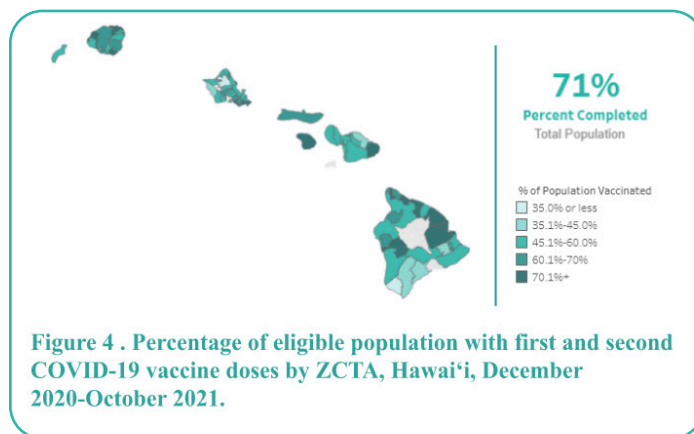 71%
Percent Completed
Total Population
% of Population Vaccinated
35.0% or less
35.1%-45.0%
45.1%-60.0%
60.1%-70%
70.1%+
Figure 4 . Percentage of eligible population with first and second
COVID-19 vaccine doses by ZCTA, Hawai‘i, December
2020-October 2021.